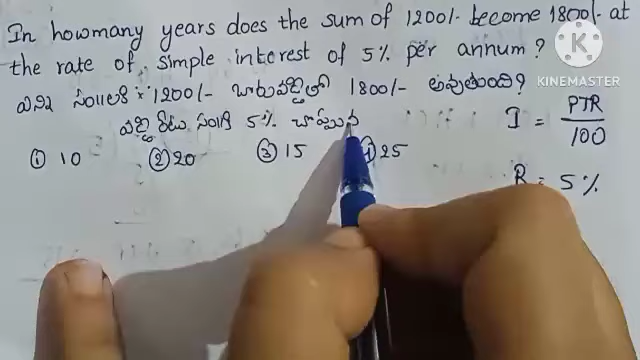 In howmany years does the sum of 1200/- become 1800/- at
the rate of simple interest of 5% per annum?
ఎన్ని సం॥లలో 1200/- బారువడ్డీతో 1800/- అవుతుంది?
వడ్డీ రేటు సం॥కి 5% చొప్పున
① 10 ② 20 ③ 15 ④ 25
I = PTR
100
R = 5%
KINEMASTER